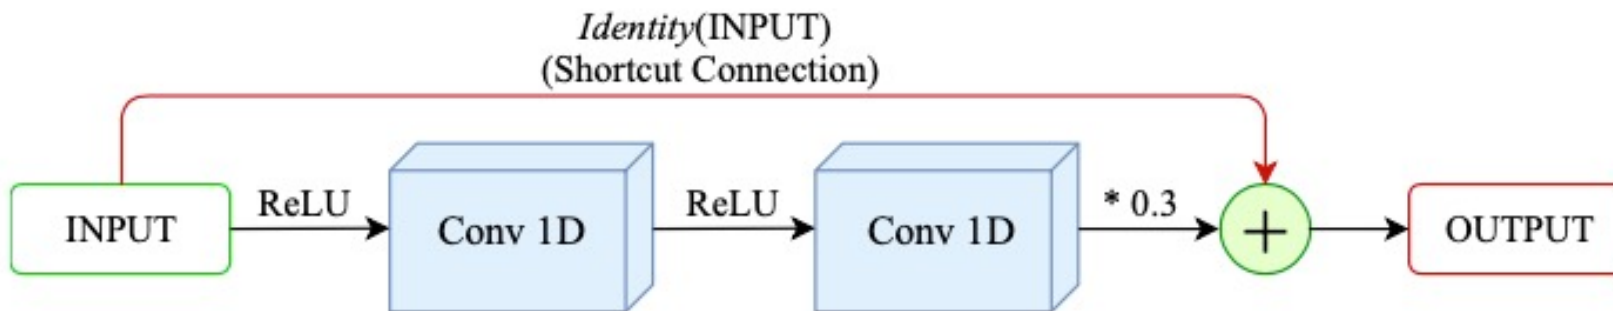 Identity(INPUT)
(Shortcut Connection)
INPUT
ReLU
Conv 1D
ReLU
Conv 1D
* 0.3
+
OUTPUT